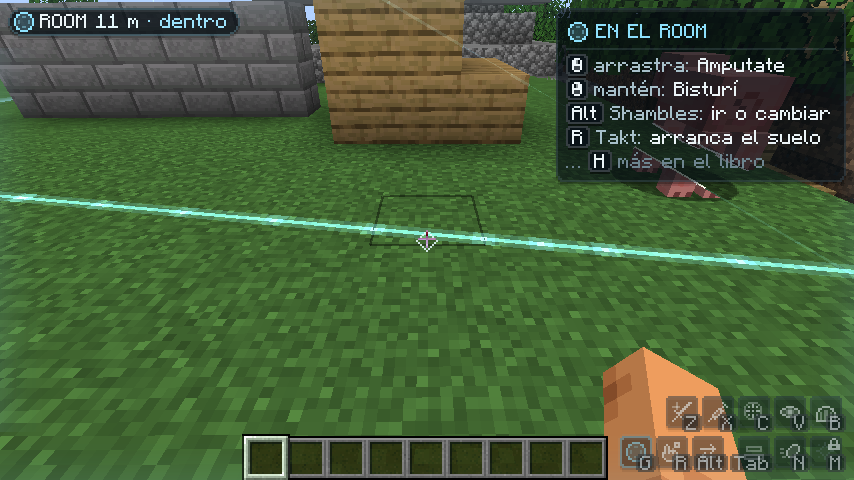 ROOM 11 m · dentro
EN EL ROOM
arrastra: Amputate
mantén: Bisturí
Alt Shambles: ir o cambiar
R Takt: arranca el suelo
... H más en el libro
Z X C V B
G R Alt Tab N M